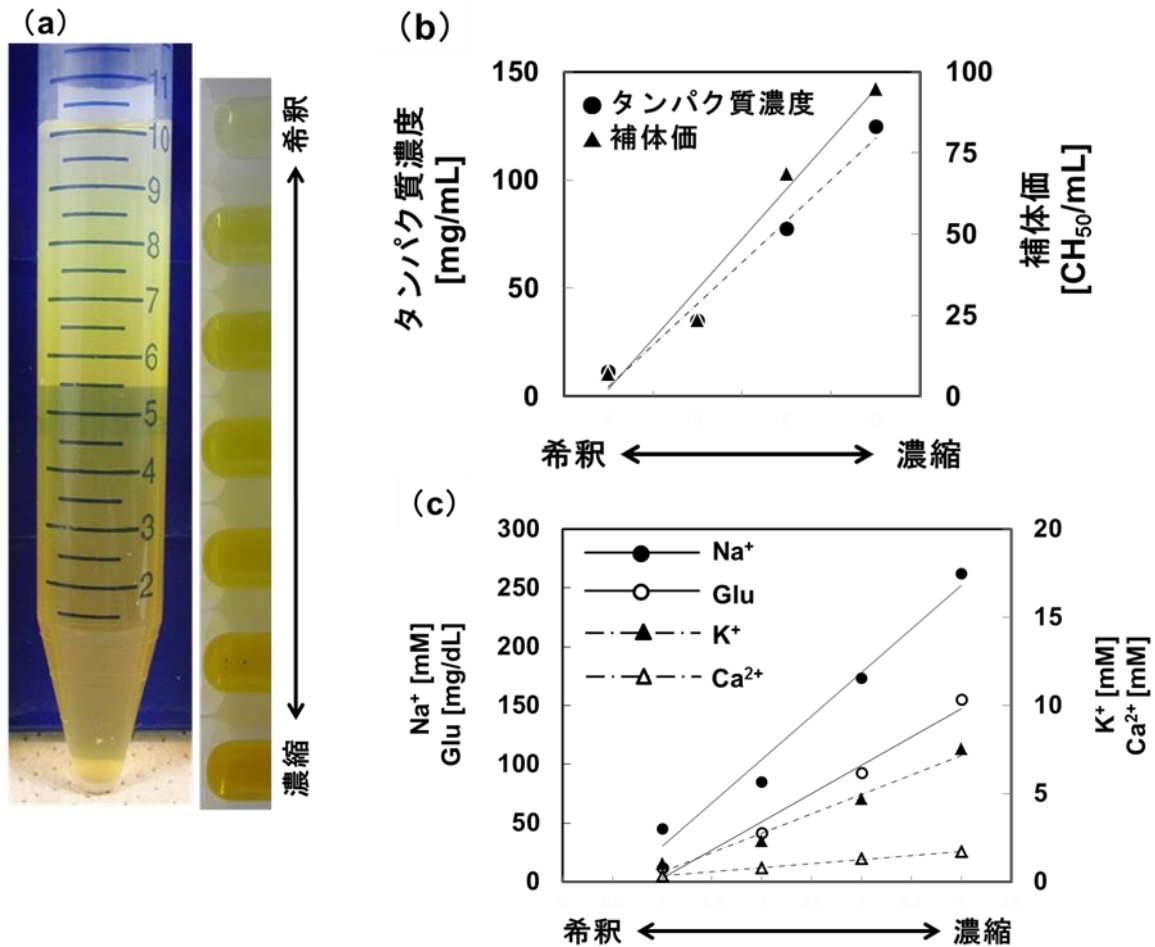 (a)
11
10
9
8
7
6
5
4
3
2
希釈
濃縮
(b)
タンパク質濃度
[mg/mL]
150
100
50
0
●タンパク質濃度
▲補体価
100
75
50
25
0
補体価
[CH50/mL]
希釈
濃縮
(c)
Na⁺ [mM]
Glu [mg/dL]
300
250
200
150
100
50
0
Na⁺
Glu
K⁺
Ca²⁺
20
15
10
5
0
K⁺ [mM]
Ca²⁺ [mM]
希釈
濃縮